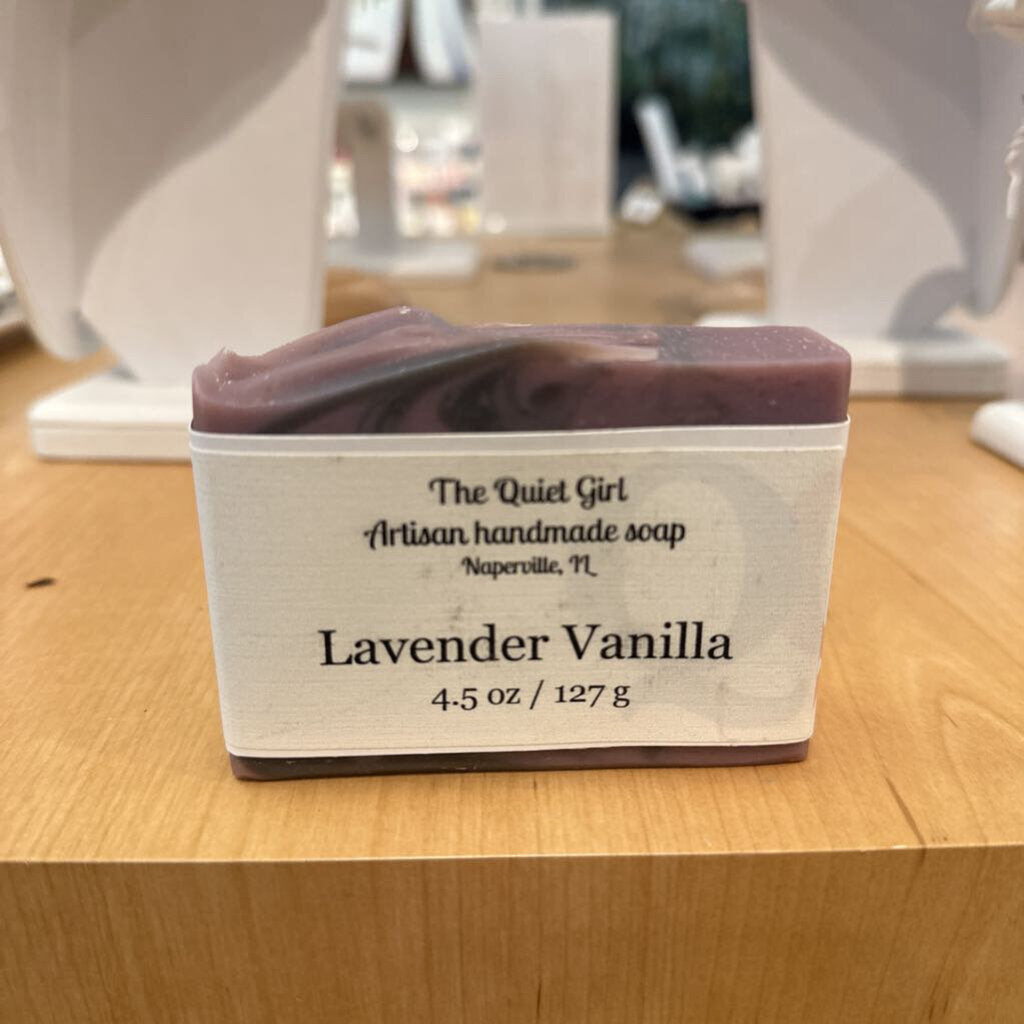 The Quiet Girl
Artisan handmade soap
Naperville, IL
Lavender Vanilla
4.5 oz / 127 g